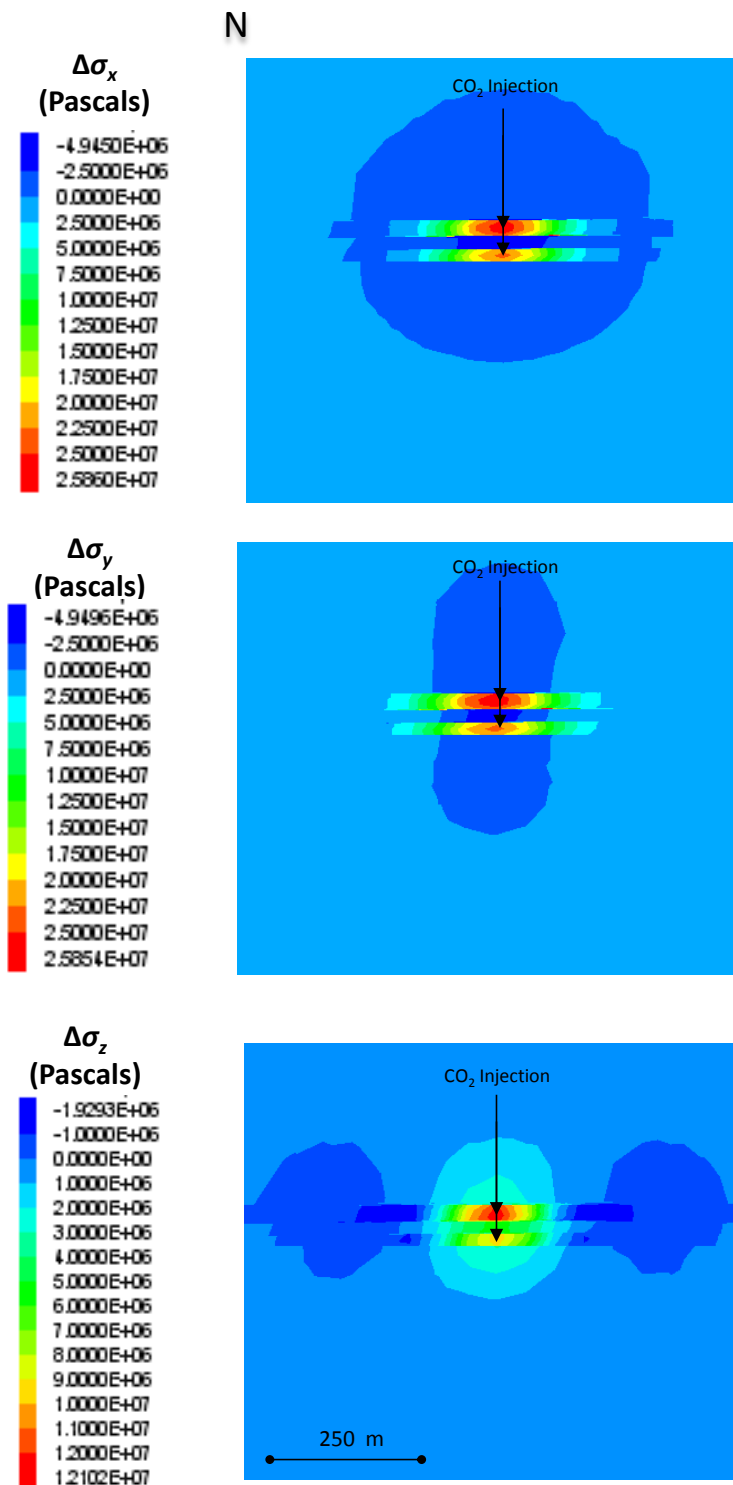 N
Δσx
(Pascals)
CO2 Injection
-4.9450E+06
-2.5000E+06
0.0000E+00
2.5000E+06
5.0000E+06
7.5000E+06
1.0000E+07
1.2500E+07
1.5000E+07
1.7500E+07
2.0000E+07
2.2500E+07
2.5000E+07
2.5860E+07
Δσy
(Pascals)
CO2 Injection
-4.9496E+06
-2.5000E+06
0.0000E+00
2.5000E+06
5.0000E+06
7.5000E+06
1.0000E+07
1.2500E+07
1.5000E+07
1.7500E+07
2.0000E+07
2.2500E+07
2.5000E+07
2.5854E+07
Δσz
(Pascals)
CO2 Injection
-1.9293E+06
-1.0000E+06
0.0000E+00
1.0000E+06
2.0000E+06
3.0000E+06
4.0000E+06
5.0000E+06
6.0000E+06
7.0000E+06
8.0000E+06
9.0000E+06
1.0000E+07
1.1000E+07
1.2000E+07
1.2102E+07
250 m